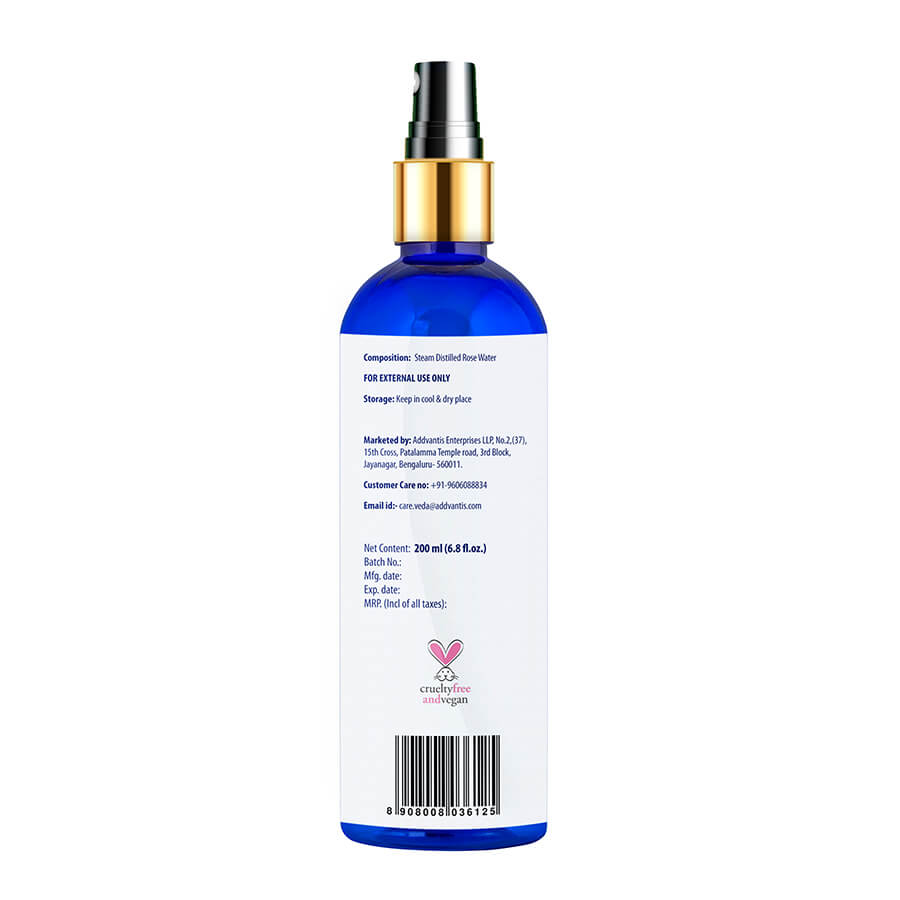 Composition: Steam Distilled Rose Water
FOR EXTERNAL USE ONLY
Storage: Keep in cool & dry place
Marketed by: Addvantis Enterprises LLP, No.2,(37),
15th Cross, Patalamma Temple road, 3rd Block,
Jayanagar, Bengaluru- 560011.
Customer Care no: +91-9606088834
Email id:- care.veda@addvantis.com
Net Content: 200 ml (6.8 fl.oz.)
Batch No.:
Mfg. date:
Exp. date:
MRP. (Incl of all taxes):
crueltyfree
andvegan
8 908008 036125